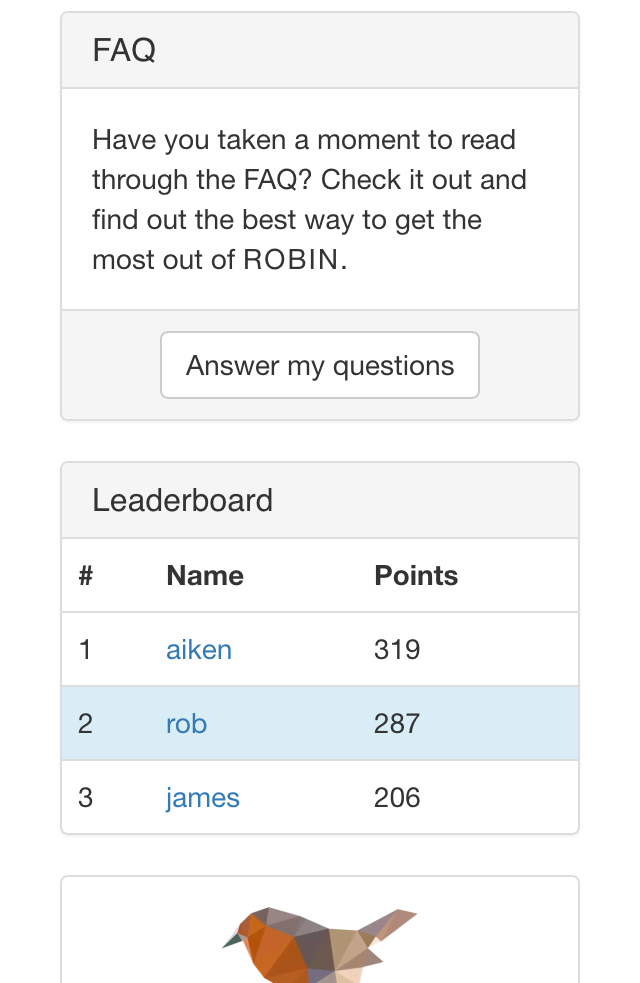 FAQ
Have you taken a moment to read
through the FAQ? Check it out and
find out the best way to get the
most out of ROBIN.
Answer my questions
Leaderboard
# Name Points
1 aiken 319
2 rob 287
3 james 206